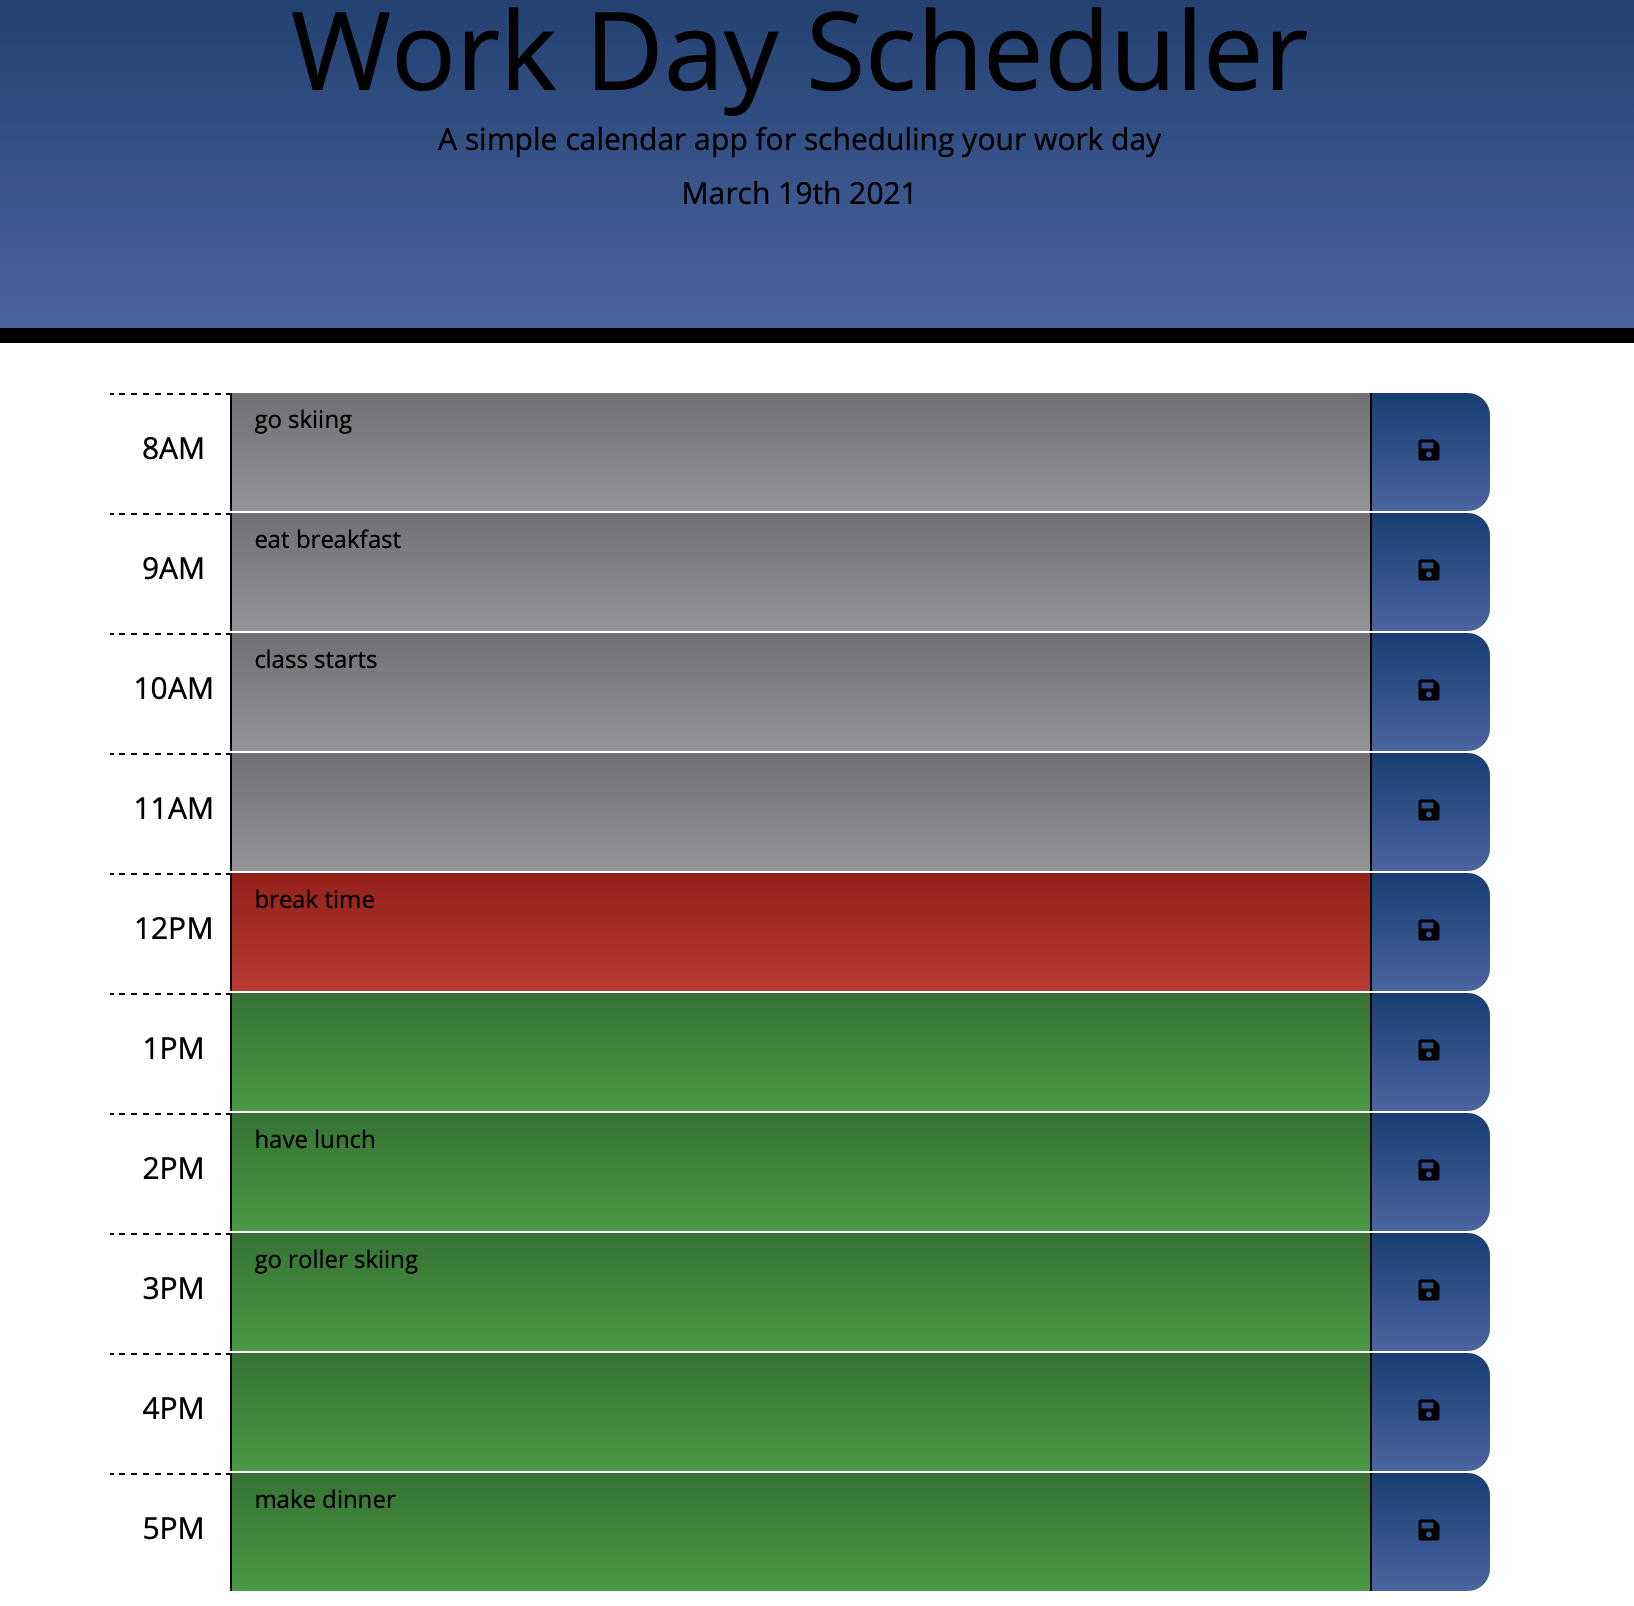 Work Day Scheduler
A simple calendar app for scheduling your work day
March 19th 2021
8AM
go skiing
9AM
eat breakfast
10AM
class starts
11AM
12PM
break time
1PM
2PM
have lunch
3PM
go roller skiing
4PM
5PM
make dinner